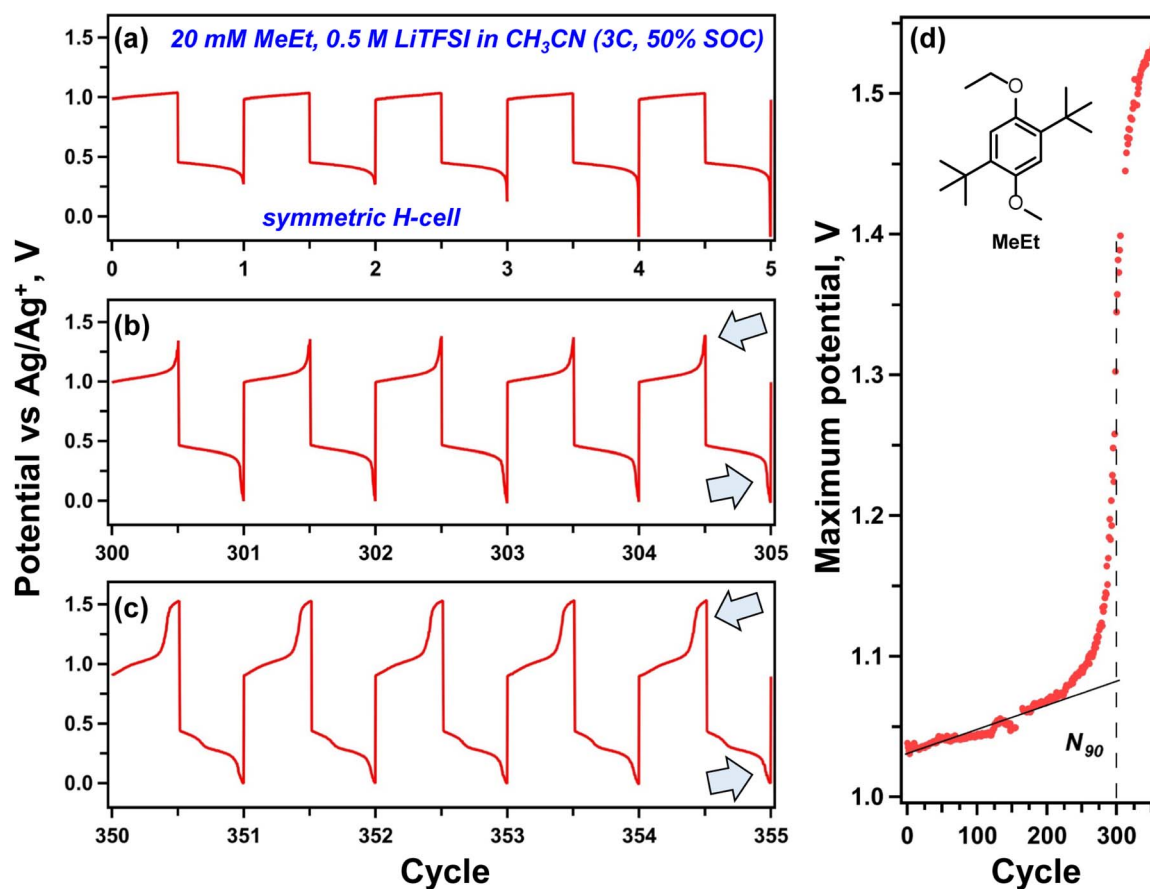 (a) 20 mM MeEt, 0.5 M LiTFSI in CH₃CN (3C, 50% SOC)
1.5
1.0
0.5
0.0
symmetric H-cell
0 1 2 3 4 5
Potential vs Ag/Ag⁺, V
(b)
1.5
1.0
0.5
0.0
300 301 302 303 304 305
(c)
1.5
1.0
0.5
0.0
350 351 352 353 354 355
Cycle
(d)
Maximum potential, V
1.5
1.4
1.3
1.2
1.1
1.0
O
O
MeEt
N₉₀
0 100 200 300
Cycle